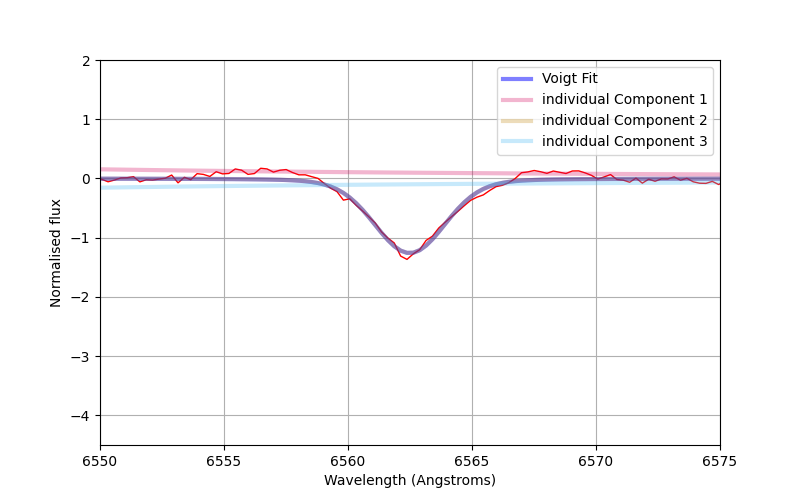 Voigt Fit
individual Component 1
individual Component 2
individual Component 3
2
1
0
−1
−2
−3
−4
Normalised flux
6550 6555 6560 6565 6570 6575
Wavelength (Angstroms)